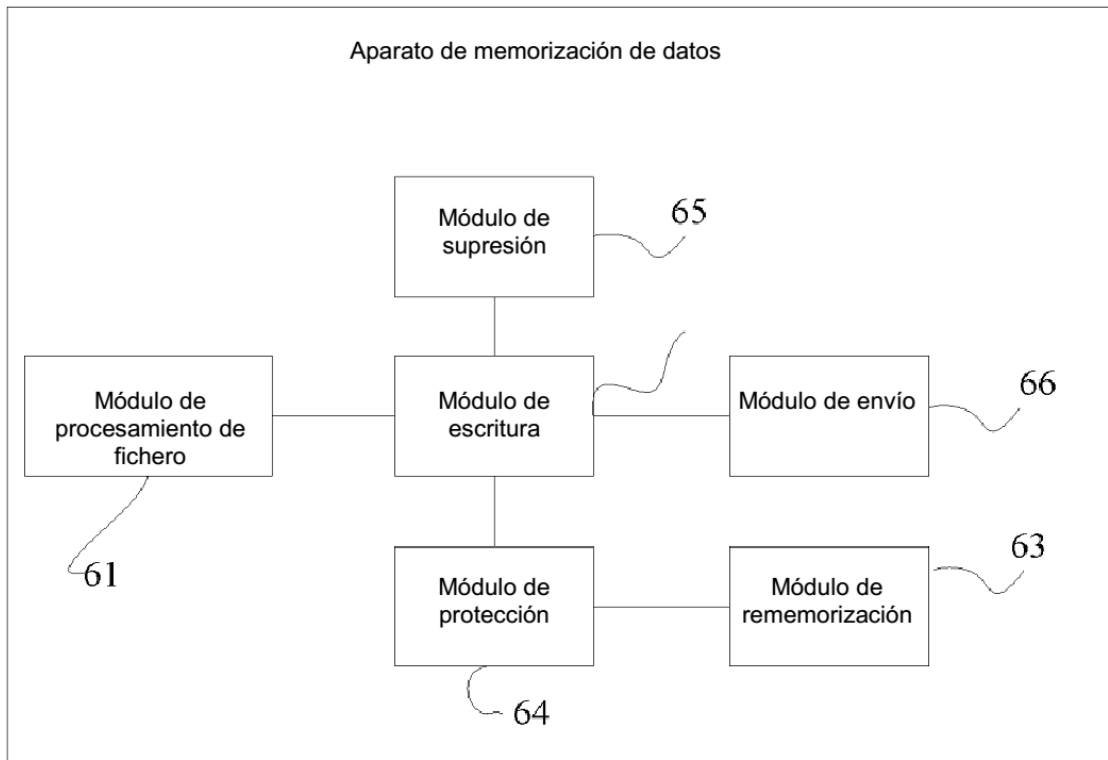 Aparato de memorización de datos
Módulo de
supresión
65
Módulo de
procesamiento de
fichero
61
Módulo de
escritura
Módulo de envío
66
Módulo de
protección
64
Módulo de
rememorización
63